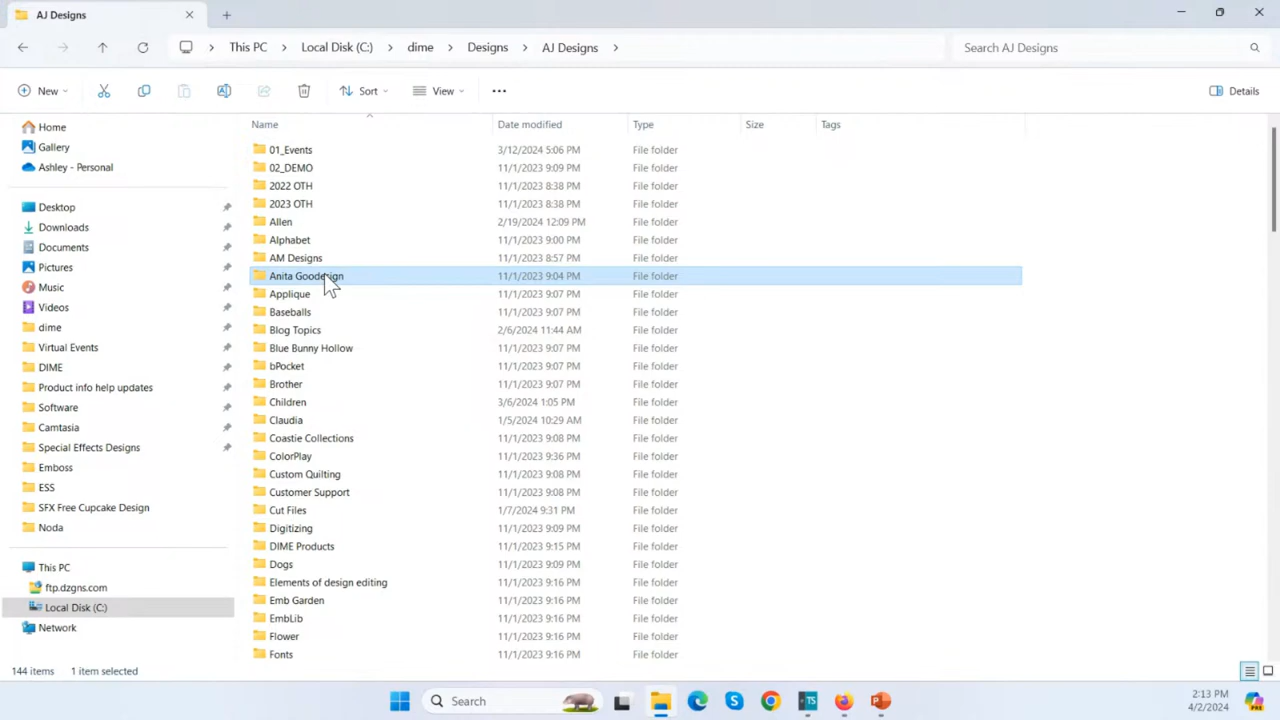 AJ Designs
This PC > Local Disk (C:) > dime > Designs > AJ Designs >
Search AJ Designs
New
Sort
View
Details
Home
Gallery
Ashley - Personal
Desktop
Downloads
Documents
Pictures
Music
Videos
dime
Virtual Events
DIME
Product info help updates
Software
Camtasia
Special Effects Designs
Emboss
ESS
SFX Free Cupcake Design
Noda
This PC
ftp.dzgns.com
Local Disk (C:)
Network
Name Date modified Type Size Tags
01_Events 3/12/2024 5:06 PM File folder
02_DEMO 11/1/2023 9:09 PM File folder
2022 OTH 11/1/2023 8:38 PM File folder
2023 OTH 11/1/2023 8:38 PM File folder
Allen 2/19/2024 12:09 PM File folder
Alphabet 11/1/2023 9:00 PM File folder
AM Designs 11/1/2023 8:57 PM File folder
Anita Goodesign 11/1/2023 9:04 PM File folder
Applique 11/1/2023 9:07 PM File folder
Baseballs 11/1/2023 9:07 PM File folder
Blog Topics 2/6/2024 11:44 AM File folder
Blue Bunny Hollow 11/1/2023 9:07 PM File folder
bPocket 11/1/2023 9:07 PM File folder
Brother 11/1/2023 9:07 PM File folder
Children 3/6/2024 1:05 PM File folder
Claudia 1/5/2024 10:29 AM File folder
Coastie Collections 11/1/2023 9:08 PM File folder
ColorPlay 11/1/2023 9:36 PM File folder
Custom Quilting 11/1/2023 9:08 PM File folder
Customer Support 11/1/2023 9:08 PM File folder
Cut Files 1/7/2024 9:31 PM File folder
Digitizing 11/1/2023 9:09 PM File folder
DIME Products 11/1/2023 9:15 PM File folder
Dogs 11/1/2023 9:09 PM File folder
Elements of design editing 11/1/2023 9:16 PM File folder
Emb Garden 11/1/2023 9:16 PM File folder
EmbLib 11/1/2023 9:16 PM File folder
Flower 11/1/2023 9:16 PM File folder
Fonts 11/1/2023 9:16 PM File folder
144 items 1 item selected
Search
TS
2:13 PM
4/2/2024